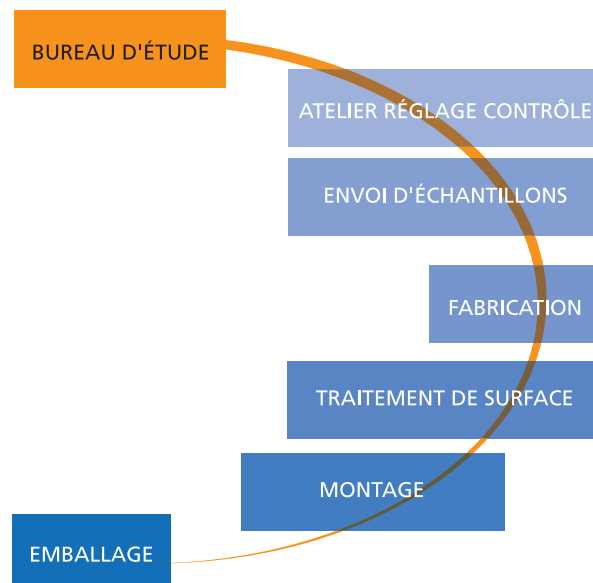 BUREAU D'ÉTUDE
ATELIER RÉGLAGE CONTRÔLE
ENVOI D'ÉCHANTILLONS
FABRICATION
TRAITEMENT DE SURFACE
MONTAGE
EMBALLAGE